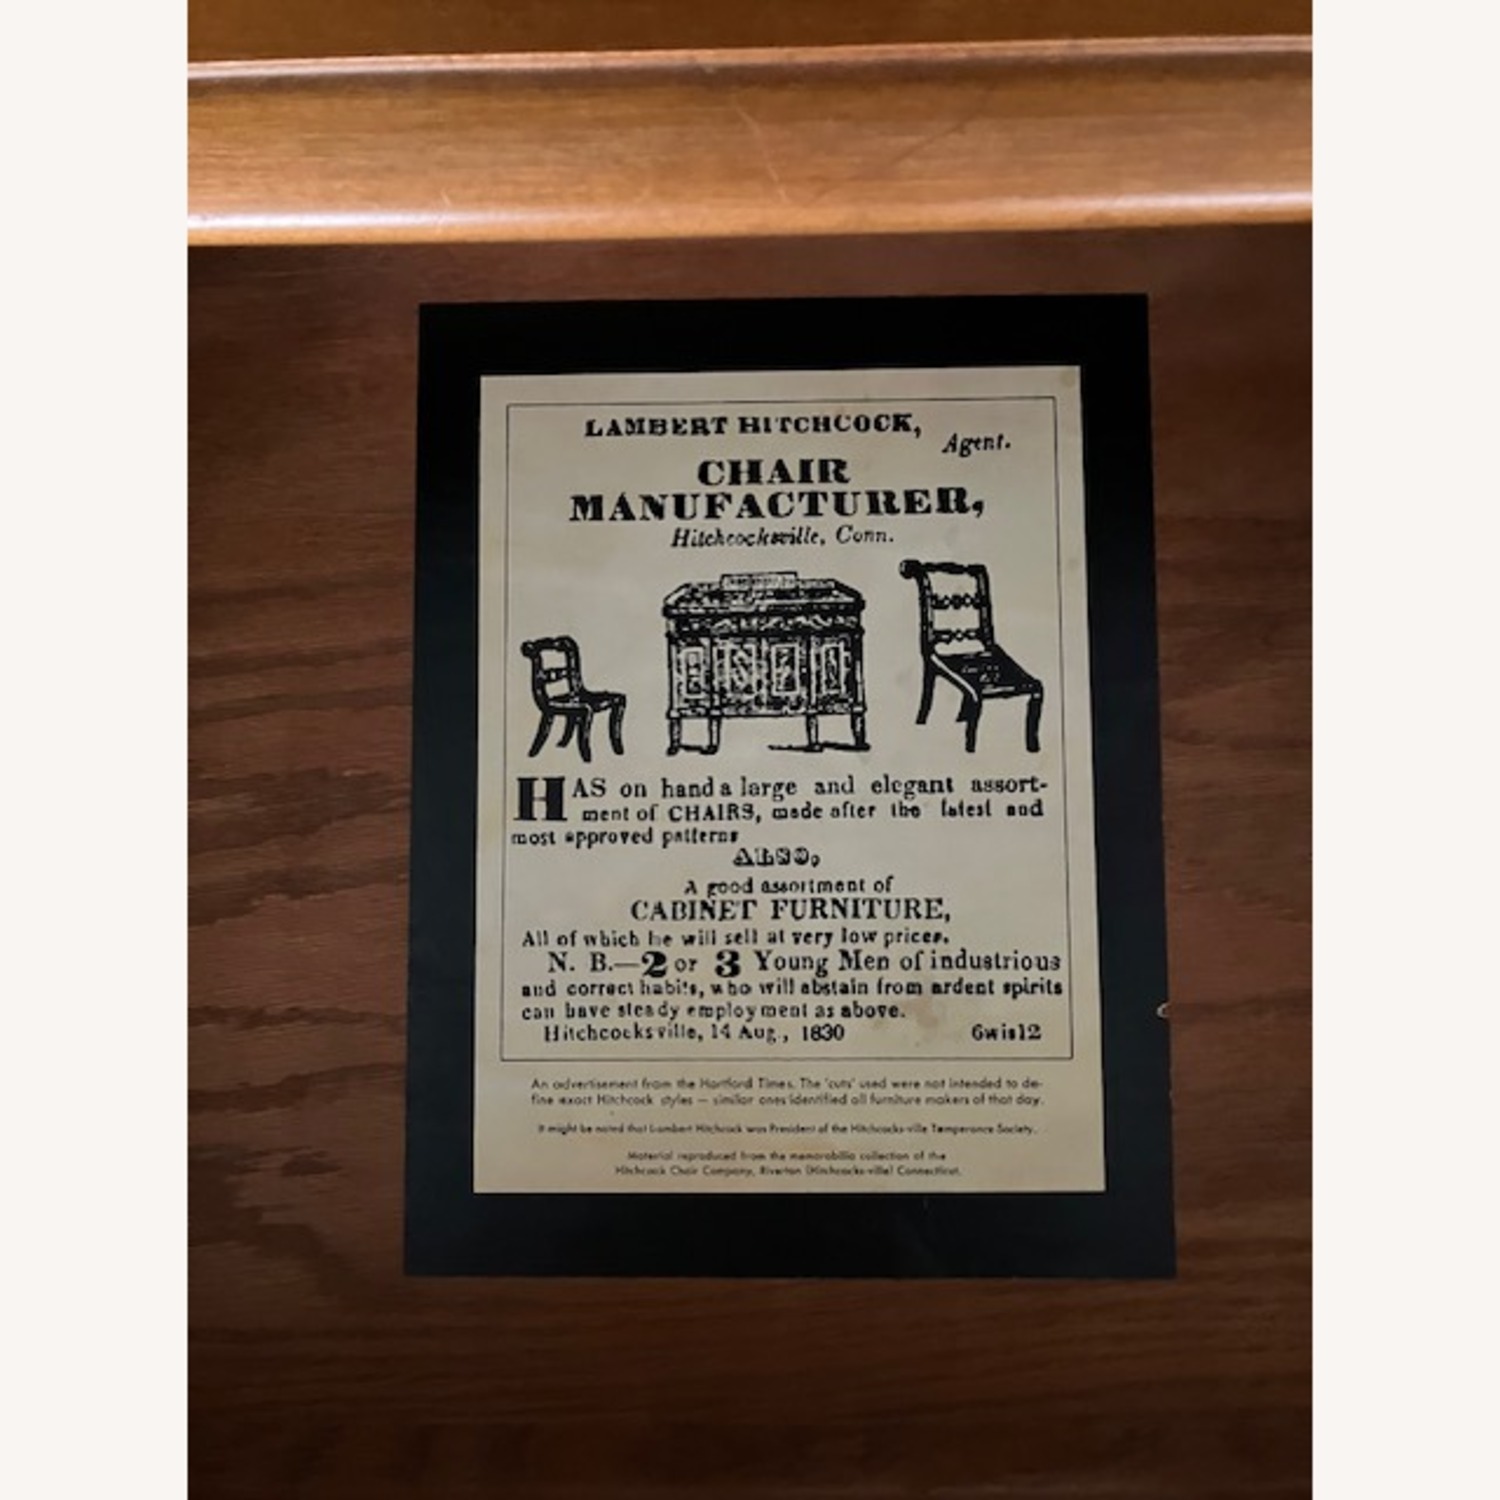 LAMBERT HITCHCOCK,
Agent.
CHAIR
MANUFACTURER,
Hitchcocksville, Conn.
HAS on hand a large and elegant assort-
ment of CHAIRS, made after the latest and
most approved patterns
ALSO,
A good assortment of
CABINET FURNITURE,
All of which he will sell at very low prices.
N. B.—2 or 3 Young Men of industrious
and correct habits, who will abstain from ardent spirits
can have steady employment as above.
Hitchcocksville, 14 Aug., 1830 6wis12
An advertisement from the Hartford Times. The 'cuts' used were not intended to de-
fine exact Hitchcock styles — similar ones identified all furniture makers of that day.
It might be noted that Lambert Hitchcock was President of the Hitchcocks-ville Temperance Society.
Material reproduced from the memorabilia collection of the
Hitchcock Chair Company, Riverton (Hitchcocks-ville) Connecticut.